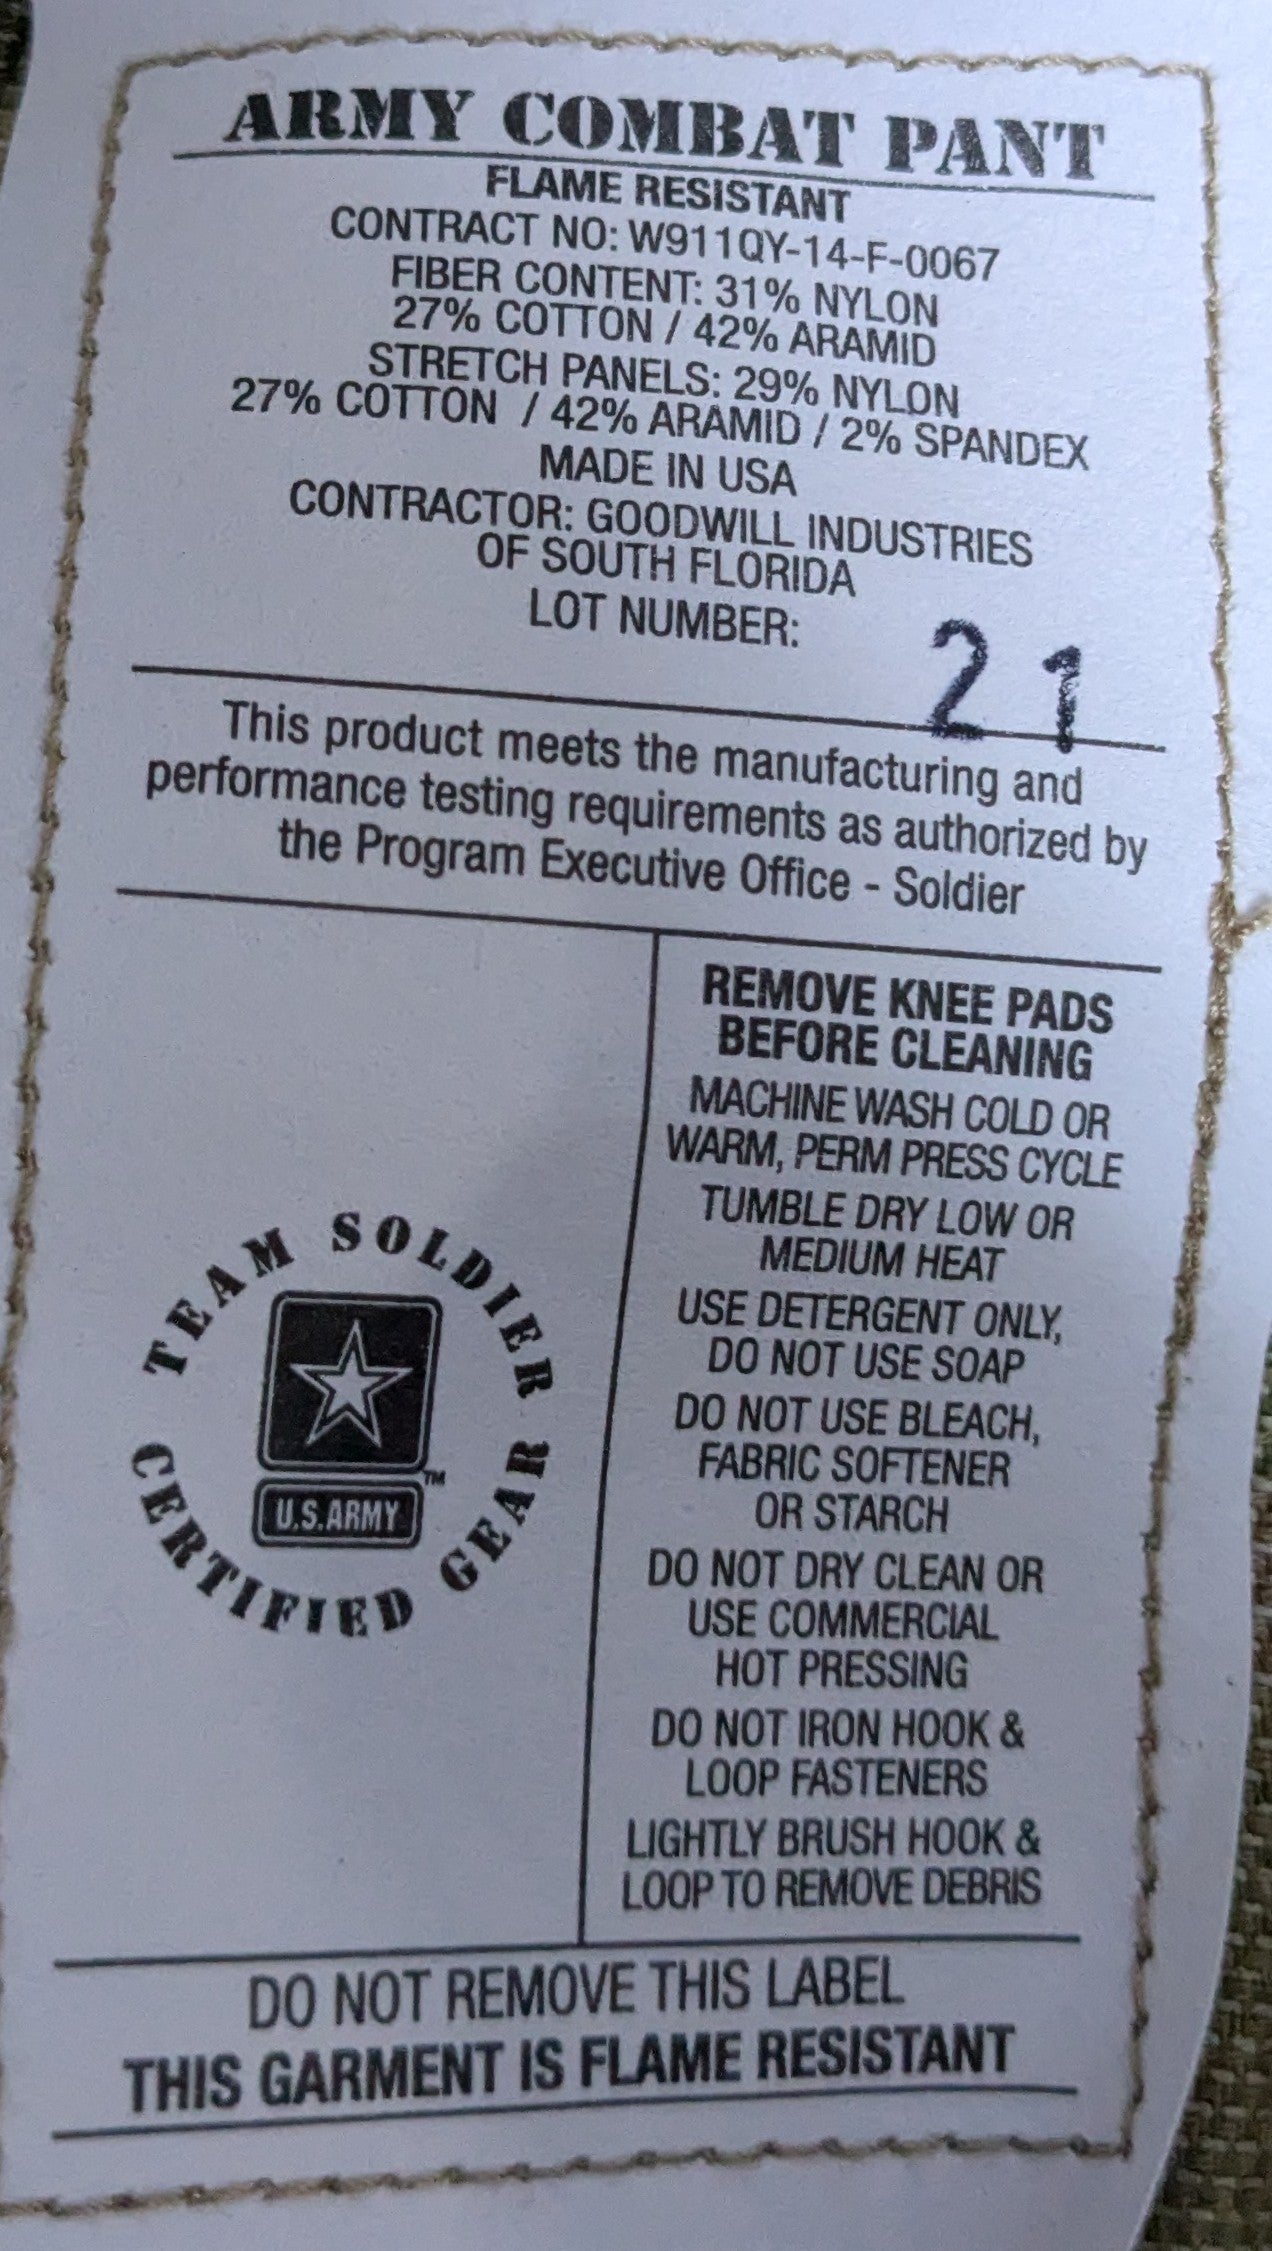 ARMY COMBAT PANT
FLAME RESISTANT
CONTRACT NO: W911QY-14-F-0067
FIBER CONTENT: 31% NYLON
27% COTTON / 42% ARAMID
STRETCH PANELS: 29% NYLON
27% COTTON / 42% ARAMID / 2% SPANDEX
MADE IN USA
CONTRACTOR: GOODWILL INDUSTRIES
OF SOUTH FLORIDA
LOT NUMBER: 21
This product meets the manufacturing and
performance testing requirements as authorized by
the Program Executive Office - Soldier
TEAM SOLDIER
CERTIFIED GEAR
U.S.ARMY
TM
REMOVE KNEE PADS
BEFORE CLEANING
MACHINE WASH COLD OR
WARM, PERM PRESS CYCLE
TUMBLE DRY LOW OR
MEDIUM HEAT
USE DETERGENT ONLY,
DO NOT USE SOAP
DO NOT USE BLEACH,
FABRIC SOFTENER
OR STARCH
DO NOT DRY CLEAN OR
USE COMMERCIAL
HOT PRESSING
DO NOT IRON HOOK &
LOOP FASTENERS
LIGHTLY BRUSH HOOK &
LOOP TO REMOVE DEBRIS
DO NOT REMOVE THIS LABEL
THIS GARMENT IS FLAME RESISTANT